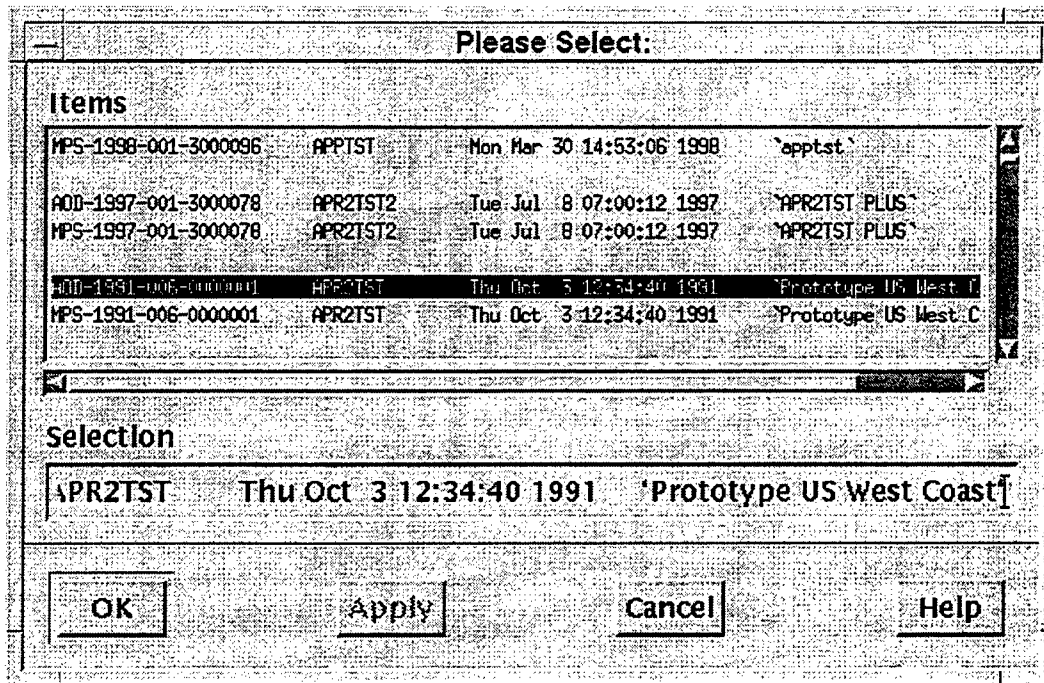 Please Select:
Items
MPS-1998-001-3000096 APPTST Mon Mar 30 14:53:06 1998 `apptst`
AOD-1997-001-3000078 APR2TST2 Tue Jul 8 07:00:12 1997 `APR2TST PLUS`
MPS-1997-001-3000078 APR2TST2 Tue Jul 8 07:00:12 1997 `APR2TST PLUS`
AOD-1991-006-0000001 APR2TST Thu Oct 3 12:34:40 1991 `Prototype US West C
MPS-1991-006-0000001 APR2TST Thu Oct 3 12:34:40 1991 `Prototype US West C
Selection
APR2TST Thu Oct 3 12:34:40 1991 `Prototype US West Coast`
OK Apply Cancel Help